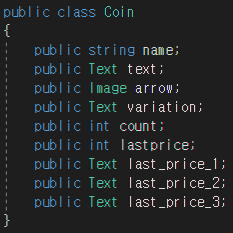 public class Coin
{
public string name;
public Text text;
public Image arrow;
public Text variation;
public int count;
public int lastprice;
public Text last_price_1;
public Text last_price_2;
public Text last_price_3;
}